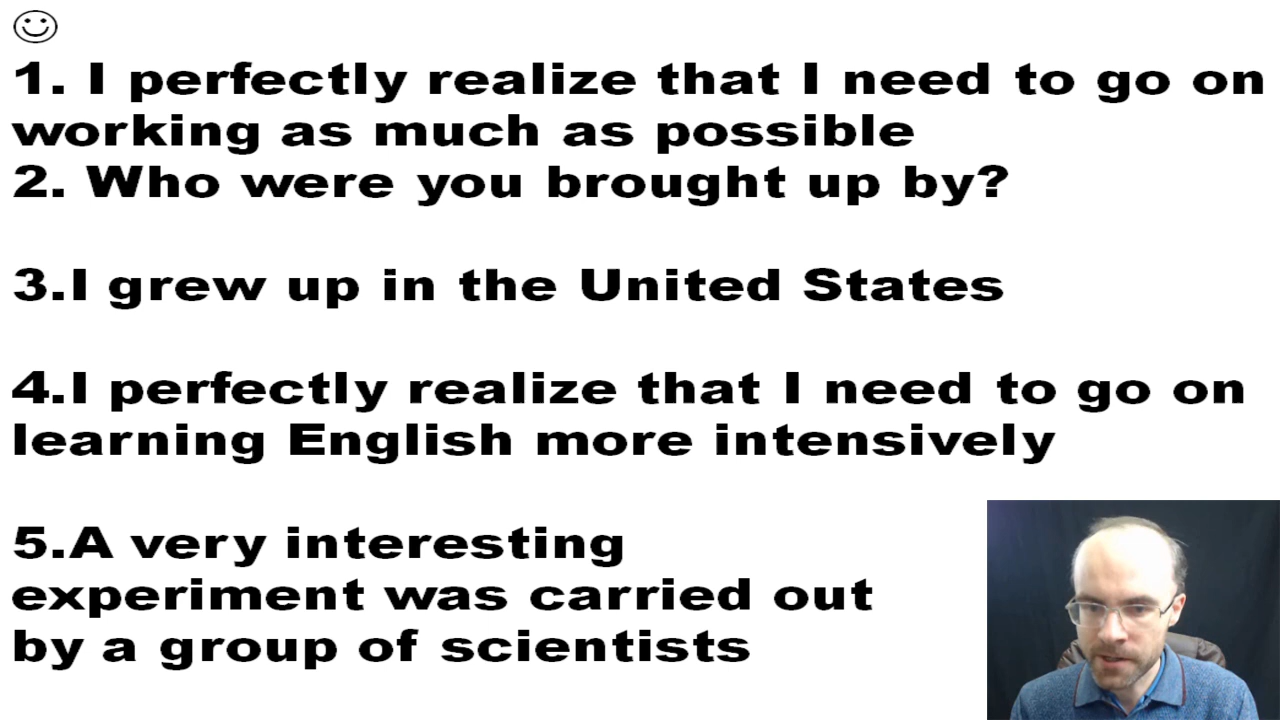 1. I perfectly realize that I need to go on
working as much as possible
2. Who were you brought up by?
3.I grew up in the United States
4.I perfectly realize that I need to go on
learning English more intensively
5.A very interesting
experiment was carried out
by a group of scientists